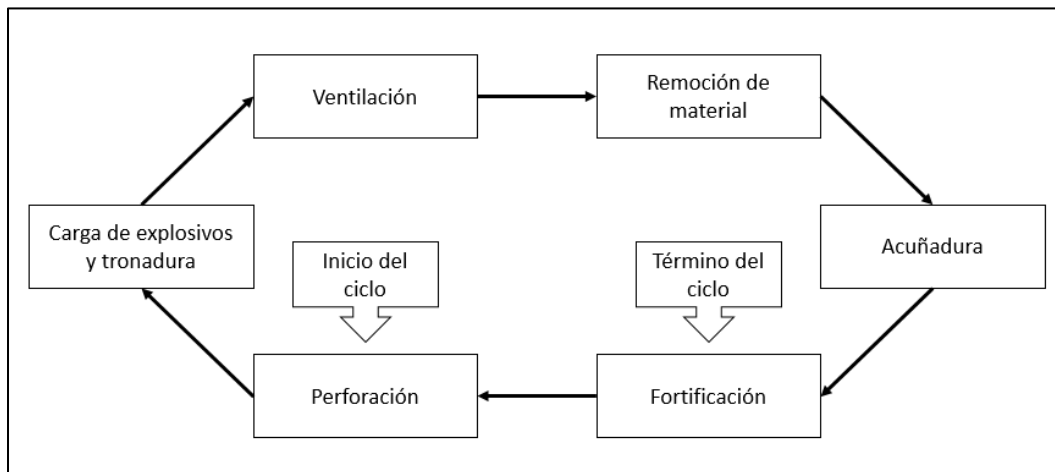 Ventilación
Remoción de
material
Carga de explosivos
y tronadura
Inicio del
ciclo
Término del
ciclo
Acuñadura
Perforación
Fortificación